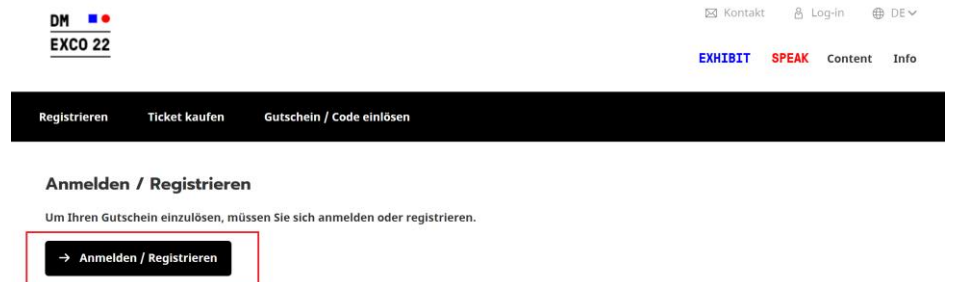 DM
EXCO 22
Kontakt Log-in DE
EXHIBIT SPEAK Content Info
Registrieren Ticket kaufen Gutschein / Code einlösen
Anmelden / Registrieren
Um Ihren Gutschein einzulösen, müssen Sie sich anmelden oder registrieren.
→ Anmelden / Registrieren